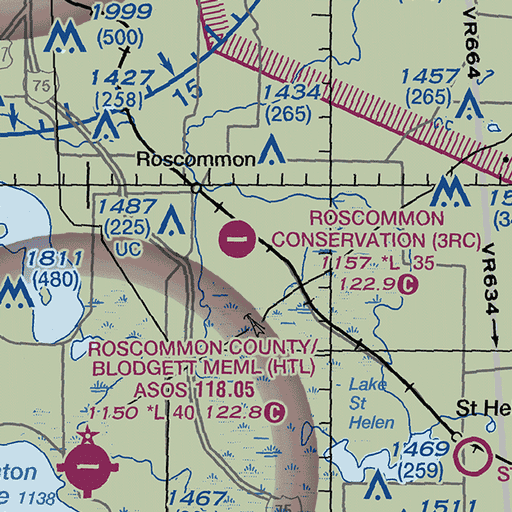 1999
(500)
VR664
75
1427
(258)
15
1457
(265)
1434
(265)
Roscommon
1487
(225)
UC
ROSCOMMON
CONSERVATION (3RC)
1157 *L 35
122.9 C
1811
(480)
VR634
ROSCOMMON COUNTY/
BLODGETT MEML (HTL)
ASOS 118.05
1150 *L 40 122.8 C
Lake
St
Helen
St He
1469
(259)
1138
1467
75
1511